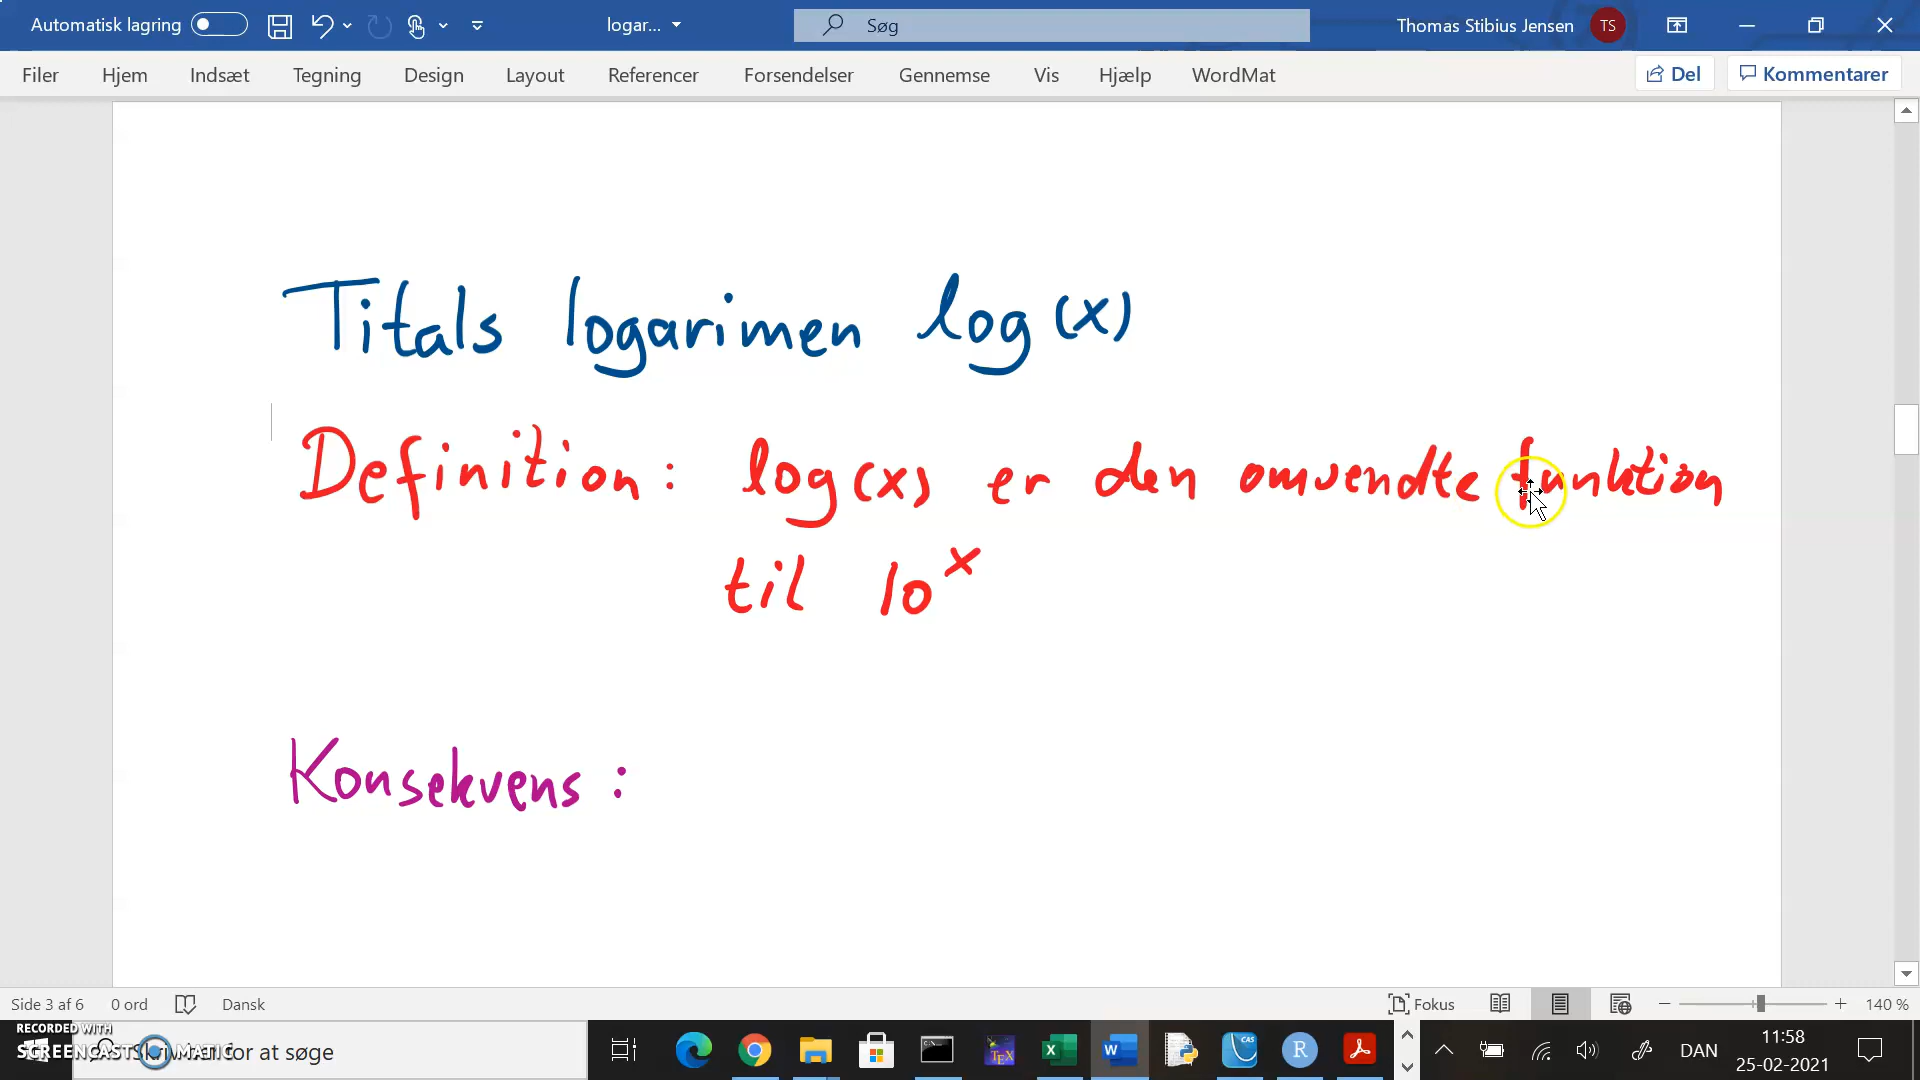 Automatisk lagring
logar...
Søg
Thomas Stibius Jensen
TS
Filer Hjem Indsæt Tegning Design Layout Referencer Forsendelser Gennemse Vis Hjælp WordMat
Del
Kommentarer
Titals logarimen log(x)
Definition: log(x) er den omvendte funktion
til 10^x
Konsekvens:
Side 3 af 6 0 ord Dansk
Fokus
140 %
RECORDED WITH
SCREENCAST MATIC
for at søge
CAS
TEX
X
W
R
DAN
11:58
25-02-2021